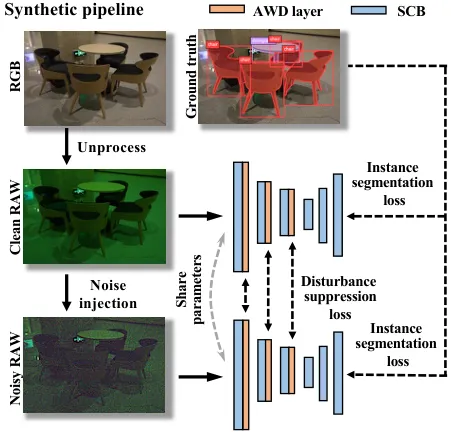 Synthetic pipeline
AWD layer
SCB
RGB
Ground truth
Unprocess
Clean RAW
Instance
segmentation
loss
Noise
injection
Share
parameters
Disturbance
suppression
loss
Noisy RAW
Instance
segmentation
loss